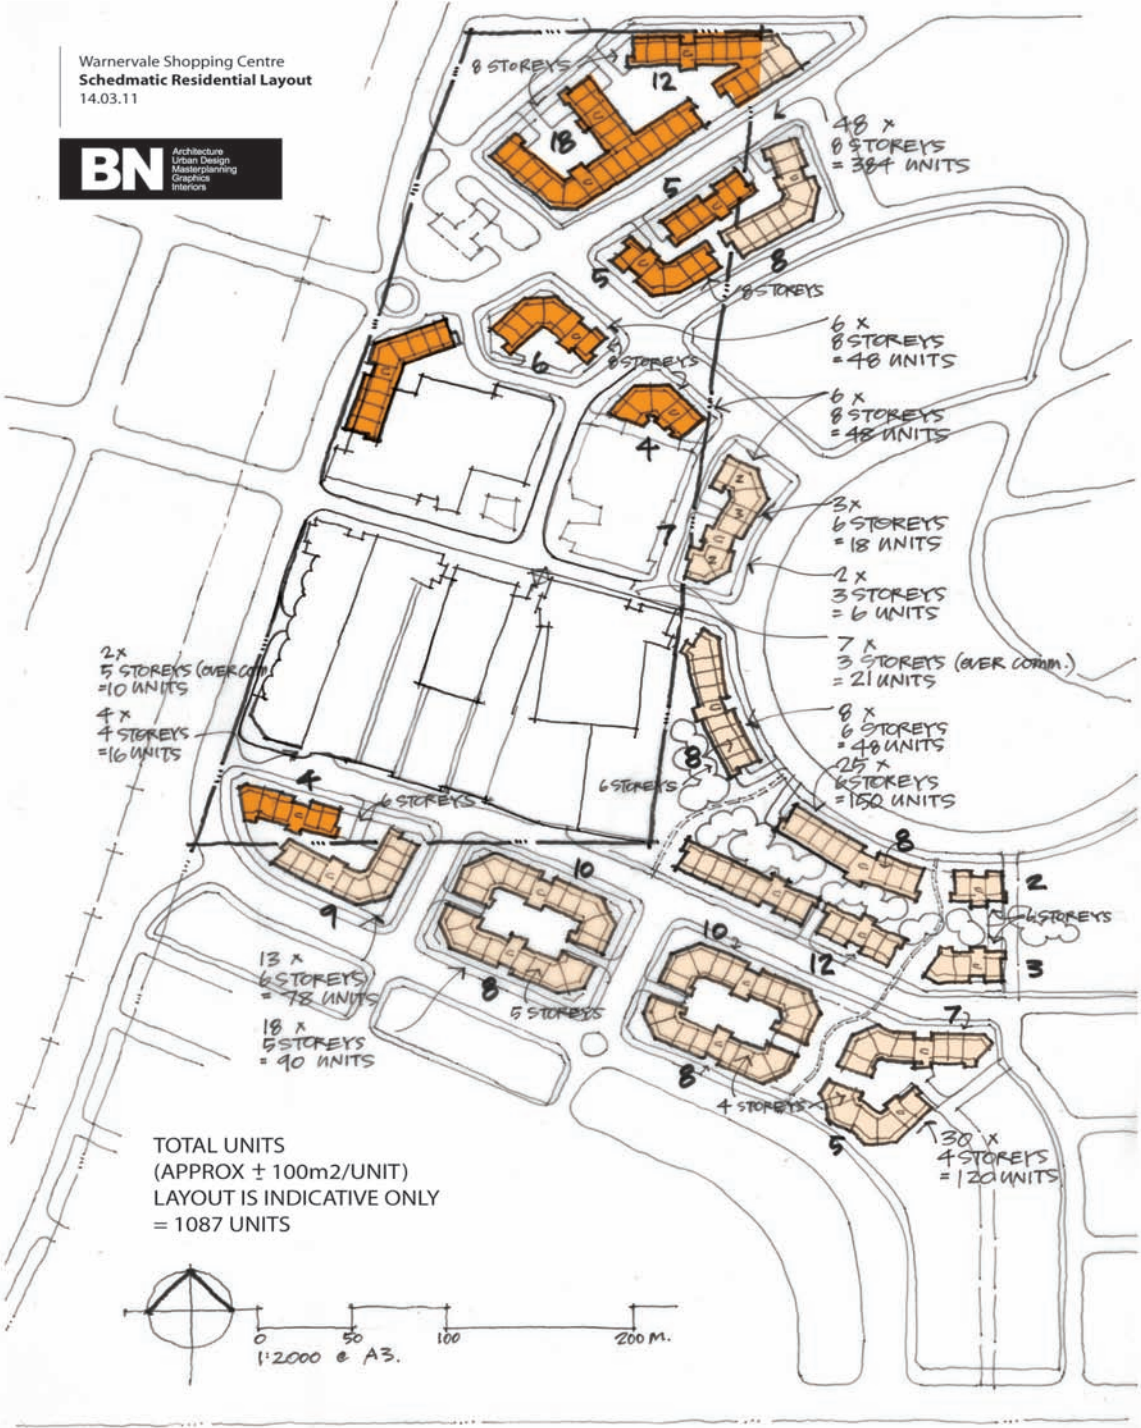 Warnervale Shopping Centre
Schedmatic Residential Layout
14.03.11
BN
Architecture
Urban Design
Masterplanning
Graphics
Interiors
8 STOREYS
12
18
48 x
8 STOREYS
= 384 UNITS
5
5
8
8 STOREYS
6 x
8 STOREYS
= 48 UNITS
6
8 STOREYS
6 x
8 STOREYS
= 48 UNITS
4
7
3x
6 STOREYS
= 18 UNITS
2 x
3 STOREYS
= 6 UNITS
7 x
3 STOREYS (OVER COMM.)
= 21 UNITS
2x
5 STOREYS (OVER COM
=10 UNITS
4 x
4 STOREYS
=16 UNITS
8 x
6 STOREYS
= 48 UNITS
8
6 STOREYS
25 x
6 STOREYS
= 150 UNITS
4
6 STOREYS
8
10
2
6 STOREYS
9
10
12
3
13 x
6 STOREYS
= 78 UNITS
8
5 STOREYS
18 x
5 STOREYS
= 90 UNITS
7
8
4 STOREYS
5
30 x
4 STOREYS
= 120 UNITS
TOTAL UNITS
(APPROX ± 100m2/UNIT)
LAYOUT IS INDICATIVE ONLY
= 1087 UNITS
0 50 100 200 M.
1:2000 @ A3.